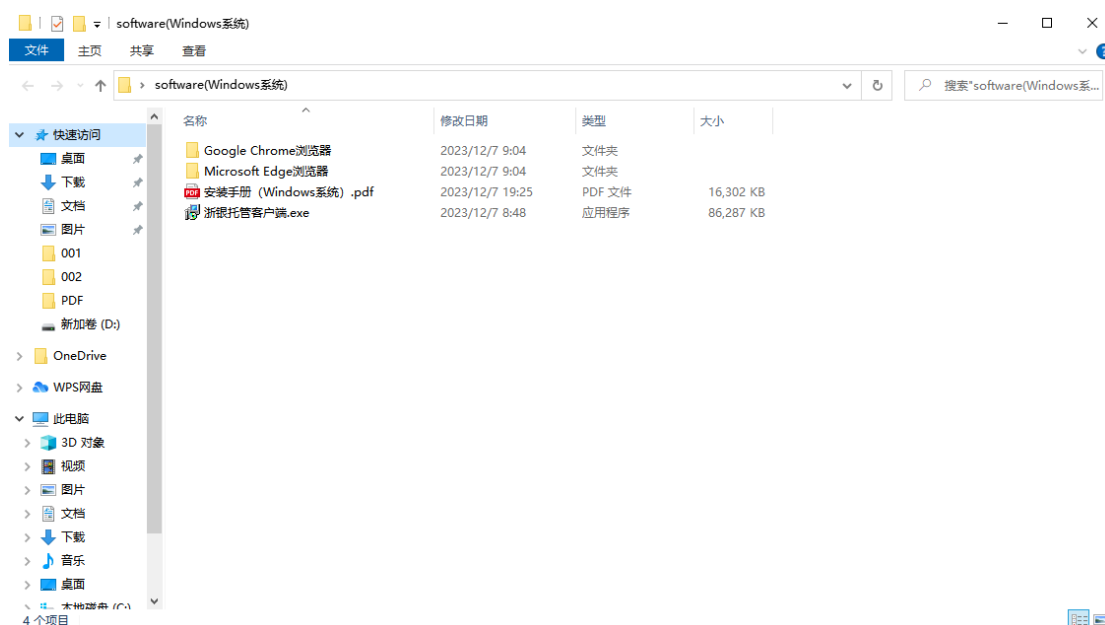 software(Windows系统)
文件 主页 共享 查看
software(Windows系统)
搜索"software(Windows系...
名称 修改日期 类型 大小
Google Chrome浏览器 2023/12/7 9:04 文件夹
Microsoft Edge浏览器 2023/12/7 9:04 文件夹
PDF 安装手册（Windows系统）.pdf 2023/12/7 19:25 PDF 文件 16,302 KB
浙银托管客户端.exe 2023/12/7 8:48 应用程序 86,287 KB
快速访问
桌面
下载
文档
图片
001
002
PDF
新加卷 (D:)
OneDrive
WPS网盘
此电脑
3D 对象
视频
图片
文档
下载
音乐
桌面
本地磁盘 (C:)
4 个项目